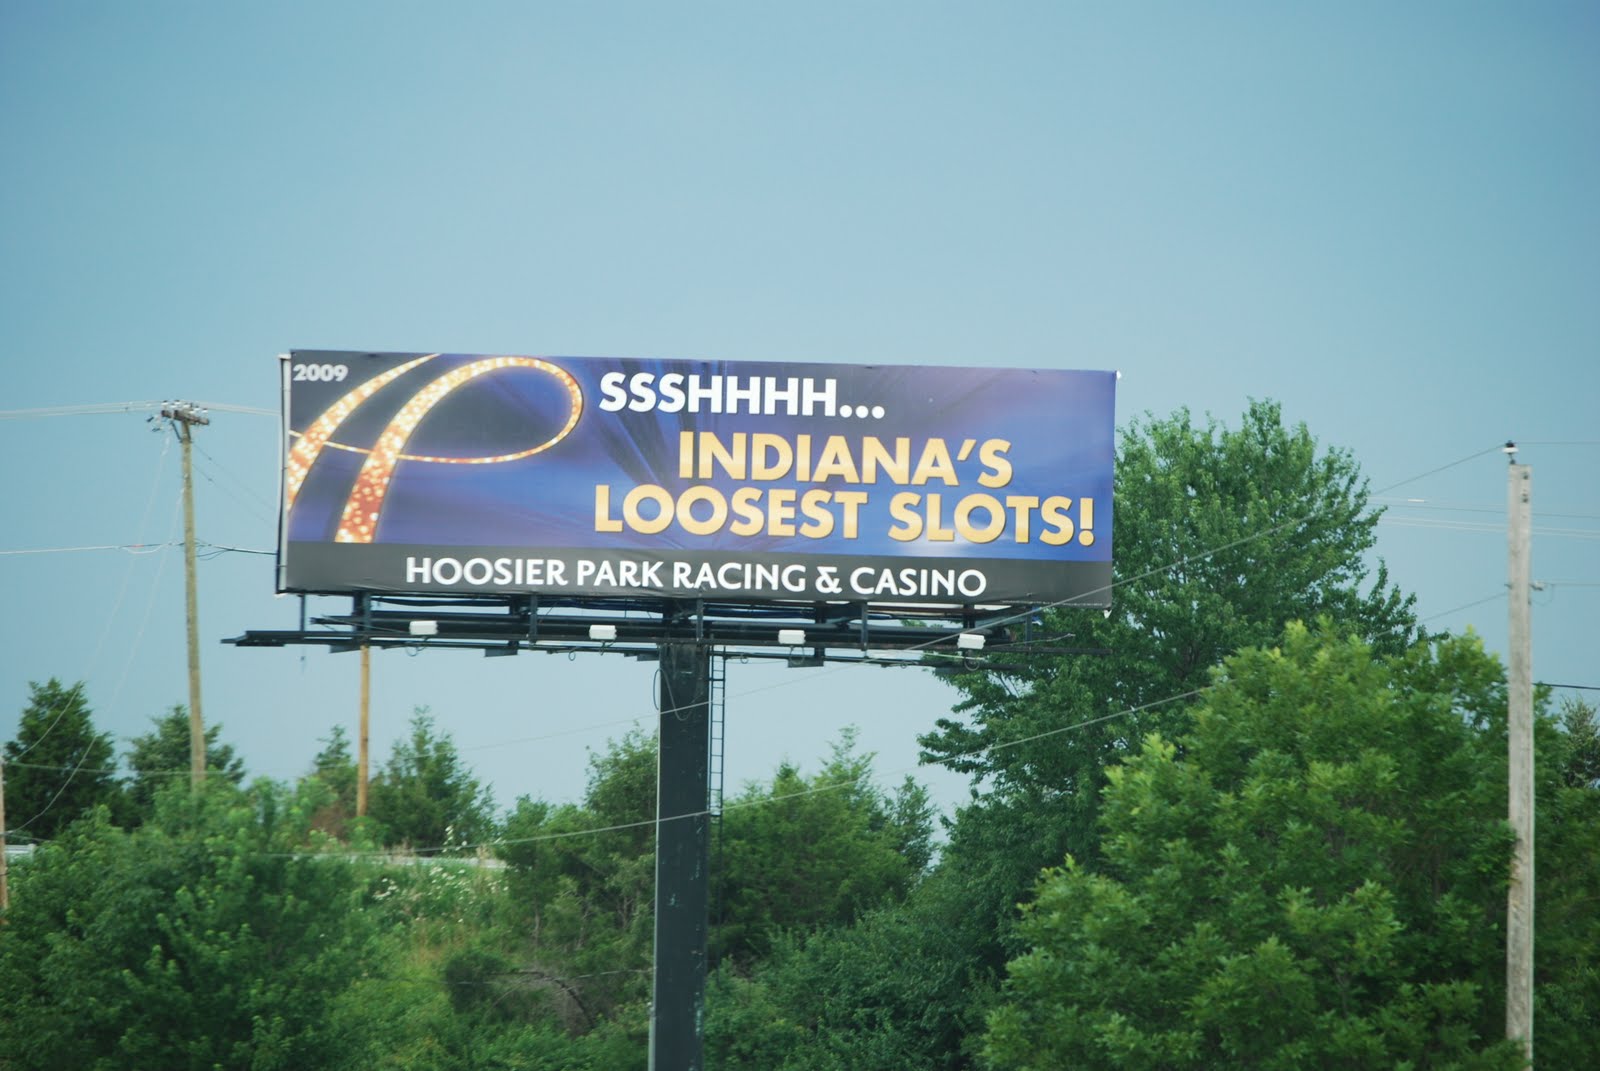 2009
SSSHHHH...
INDIANA'S
LOOSEST SLOTS!
HOOSIER PARK RACING & CASINO